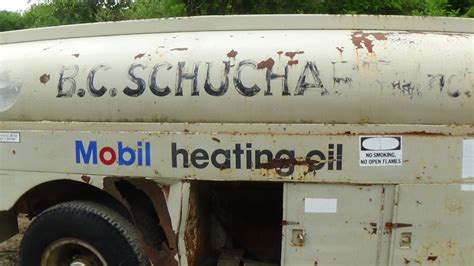 B.C. SCHUCHA
Mobil heating oil
NO SMOKING
NO OPEN FLAMES